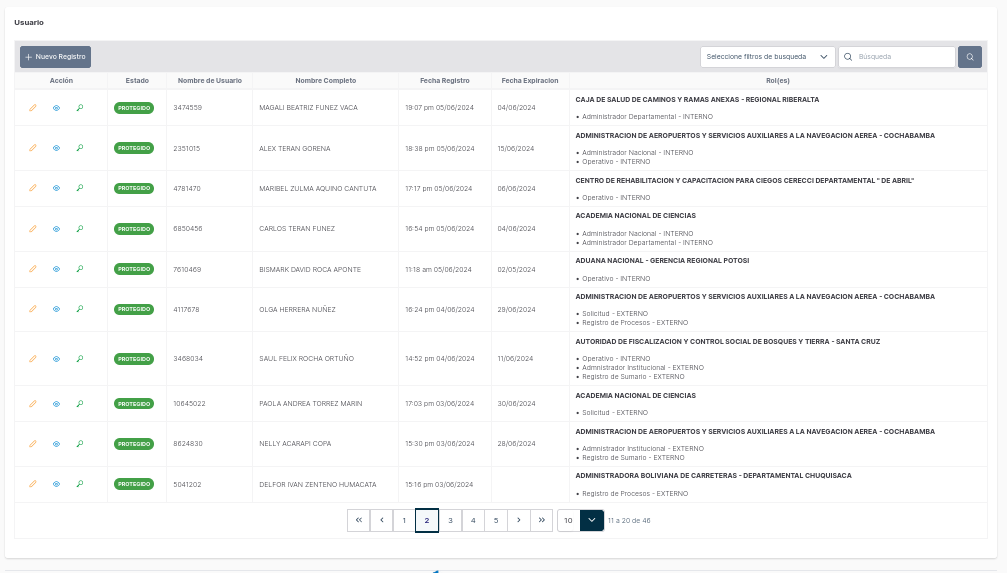 Usuario
Nuevo Registro
Seleccione filtros de busqueda
Búsqueda
Acción Estado Nombre de Usuario Nombre Completo Fecha Registro Fecha Expiracion Rol(es)
PROTEGIDO 3474559 MAGALI BEATRIZ FUNEZ VACA 19:07 pm 05/06/2024 04/06/2024 CAJA DE SALUD DE CAMINOS Y RAMAS ANEXAS - REGIONAL RIBERALTA
• Administrador Departamental - INTERNO
PROTEGIDO 2351015 ALEX TERAN GORENA 18:38 pm 05/06/2024 15/06/2024 ADMINISTRACION DE AEROPUERTOS Y SERVICIOS AUXILIARES A LA NAVEGACION AEREA - COCHABAMBA
• Administrador Nacional - INTERNO
• Operativo - INTERNO
PROTEGIDO 4781470 MARIBEL ZULMA AQUINO CANTUTA 17:17 pm 05/06/2024 06/06/2024 CENTRO DE REHABILITACION Y CAPACITACION PARA CIEGOS CERECCI DEPARTAMENTAL " DE ABRIL"
• Operativo - INTERNO
PROTEGIDO 6850456 CARLOS TERAN FUNEZ 16:54 pm 05/06/2024 04/06/2024 ACADEMIA NACIONAL DE CIENCIAS
• Administrador Nacional - INTERNO
• Administrador Departamental - INTERNO
PROTEGIDO 7610469 BISMARK DAVID ROCA APONTE 11:18 am 05/06/2024 02/05/2024 ADUANA NACIONAL - GERENCIA REGIONAL POTOSI
• Operativo - INTERNO
PROTEGIDO 4117678 OLGA HERRERA NUÑEZ 16:24 pm 04/06/2024 29/06/2024 ADMINISTRACION DE AEROPUERTOS Y SERVICIOS AUXILIARES A LA NAVEGACION AEREA - COCHABAMBA
• Solicitud - EXTERNO
• Registro de Procesos - EXTERNO
PROTEGIDO 3468034 SAUL FELIX ROCHA ORTUÑO 14:52 pm 04/06/2024 11/06/2024 AUTORIDAD DE FISCALIZACION Y CONTROL SOCIAL DE BOSQUES Y TIERRA - SANTA CRUZ
• Operativo - INTERNO
• Admnistrador Institucional - EXTERNO
• Registro de Sumario - EXTERNO
PROTEGIDO 10645022 PAOLA ANDREA TORREZ MARIN 17:03 pm 03/06/2024 30/06/2024 ACADEMIA NACIONAL DE CIENCIAS
• Solicitud - EXTERNO
PROTEGIDO 8624830 NELLY ACARAPI COPA 15:30 pm 03/06/2024 28/06/2024 ADMINISTRACION DE AEROPUERTOS Y SERVICIOS AUXILIARES A LA NAVEGACION AEREA - COCHABAMBA
• Admnistrador Institucional - EXTERNO
• Registro de Sumario - EXTERNO
PROTEGIDO 5041202 DELFOR IVAN ZENTENO HUMACATA 15:16 pm 03/06/2024 ADMINISTRADORA BOLIVIANA DE CARRETERAS - DEPARTAMENTAL CHUQUISACA
• Registro de Procesos - EXTERNO
1 2 3 4 5 10 11 a 20 de 46